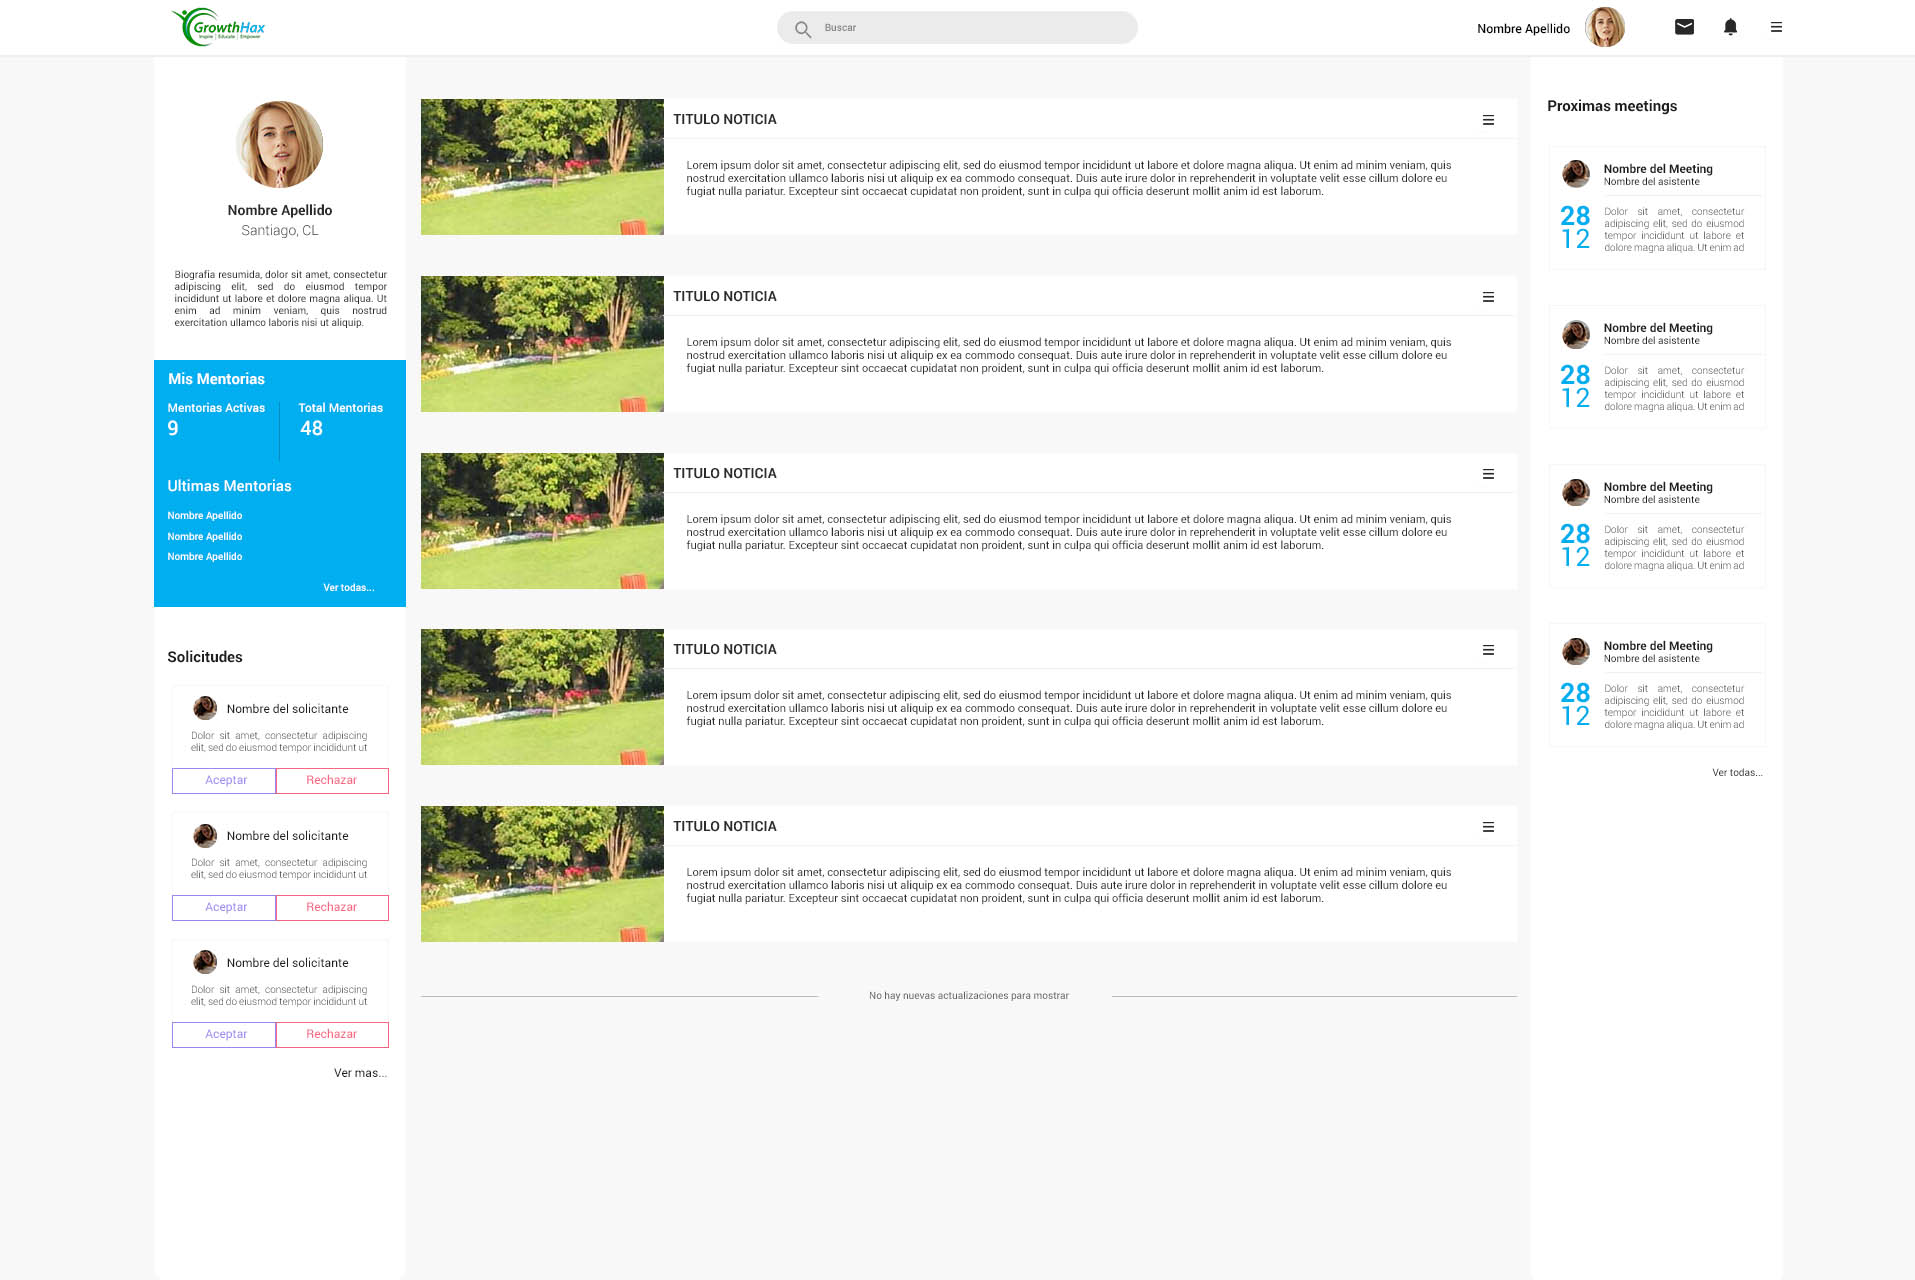 GrowthHax
Inspire | Educate | Empower
Buscar
Nombre Apellido
Nombre Apellido
Santiago, CL
Biografia resumida, dolor sit amet, consectetur
adipiscing elit, sed do eiusmod tempor
incididunt ut labore et dolore magna aliqua. Ut
enim ad minim veniam, quis nostrud
exercitation ullamco laboris nisi ut aliquip.
Mis Mentorias
Mentorias Activas
9
Total Mentorias
48
Ultimas Mentorias
Nombre Apellido
Nombre Apellido
Nombre Apellido
Ver todas...
Solicitudes
Nombre del solicitante
Dolor sit amet, consectetur adipiscing
elit, sed do eiusmod tempor incididunt ut
Aceptar
Rechazar
Nombre del solicitante
Dolor sit amet, consectetur adipiscing
elit, sed do eiusmod tempor incididunt ut
Aceptar
Rechazar
Nombre del solicitante
Dolor sit amet, consectetur adipiscing
elit, sed do eiusmod tempor incididunt ut
Aceptar
Rechazar
Ver mas...
TITULO NOTICIA
Lorem ipsum dolor sit amet, consectetur adipiscing elit, sed do eiusmod tempor incididunt ut labore et dolore magna aliqua. Ut enim ad minim veniam, quis
nostrud exercitation ullamco laboris nisi ut aliquip ex ea commodo consequat. Duis aute irure dolor in reprehenderit in voluptate velit esse cillum dolore eu
fugiat nulla pariatur. Excepteur sint occaecat cupidatat non proident, sunt in culpa qui officia deserunt mollit anim id est laborum.
TITULO NOTICIA
Lorem ipsum dolor sit amet, consectetur adipiscing elit, sed do eiusmod tempor incididunt ut labore et dolore magna aliqua. Ut enim ad minim veniam, quis
nostrud exercitation ullamco laboris nisi ut aliquip ex ea commodo consequat. Duis aute irure dolor in reprehenderit in voluptate velit esse cillum dolore eu
fugiat nulla pariatur. Excepteur sint occaecat cupidatat non proident, sunt in culpa qui officia deserunt mollit anim id est laborum.
TITULO NOTICIA
Lorem ipsum dolor sit amet, consectetur adipiscing elit, sed do eiusmod tempor incididunt ut labore et dolore magna aliqua. Ut enim ad minim veniam, quis
nostrud exercitation ullamco laboris nisi ut aliquip ex ea commodo consequat. Duis aute irure dolor in reprehenderit in voluptate velit esse cillum dolore eu
fugiat nulla pariatur. Excepteur sint occaecat cupidatat non proident, sunt in culpa qui officia deserunt mollit anim id est laborum.
TITULO NOTICIA
Lorem ipsum dolor sit amet, consectetur adipiscing elit, sed do eiusmod tempor incididunt ut labore et dolore magna aliqua. Ut enim ad minim veniam, quis
nostrud exercitation ullamco laboris nisi ut aliquip ex ea commodo consequat. Duis aute irure dolor in reprehenderit in voluptate velit esse cillum dolore eu
fugiat nulla pariatur. Excepteur sint occaecat cupidatat non proident, sunt in culpa qui officia deserunt mollit anim id est laborum.
TITULO NOTICIA
Lorem ipsum dolor sit amet, consectetur adipiscing elit, sed do eiusmod tempor incididunt ut labore et dolore magna aliqua. Ut enim ad minim veniam, quis
nostrud exercitation ullamco laboris nisi ut aliquip ex ea commodo consequat. Duis aute irure dolor in reprehenderit in voluptate velit esse cillum dolore eu
fugiat nulla pariatur. Excepteur sint occaecat cupidatat non proident, sunt in culpa qui officia deserunt mollit anim id est laborum.
No hay nuevas actualizaciones para mostrar
Proximas meetings
Nombre del Meeting
Nombre del asistente
28
12
Dolor sit amet, consectetur
adipiscing elit, sed do eiusmod
tempor incididunt ut labore et
dolore magna aliqua. Ut enim ad
Nombre del Meeting
Nombre del asistente
28
12
Dolor sit amet, consectetur
adipiscing elit, sed do eiusmod
tempor incididunt ut labore et
dolore magna aliqua. Ut enim ad
Nombre del Meeting
Nombre del asistente
28
12
Dolor sit amet, consectetur
adipiscing elit, sed do eiusmod
tempor incididunt ut labore et
dolore magna aliqua. Ut enim ad
Nombre del Meeting
Nombre del asistente
28
12
Dolor sit amet, consectetur
adipiscing elit, sed do eiusmod
tempor incididunt ut labore et
dolore magna aliqua. Ut enim ad
Ver todas...